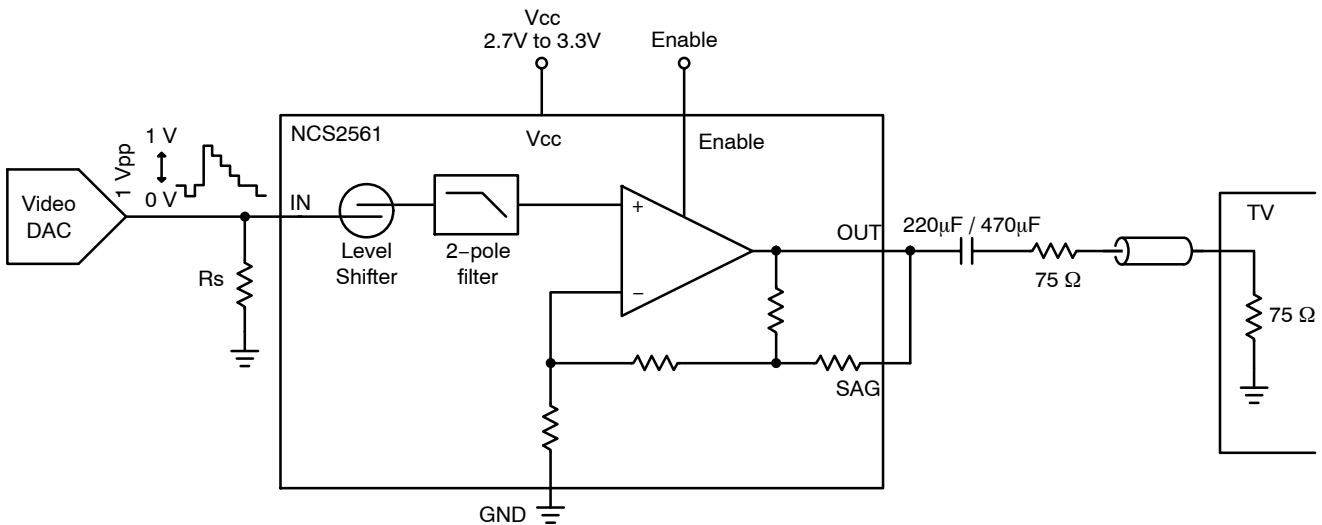 Vcc
2.7V to 3.3V
Enable
NCS2561
Vcc
Enable
1 Vpp
1 V
0 V
Video
DAC
IN
Level
Shifter
2−pole
filter
+
−
Rs
OUT
220μF / 470μF
75 Ω
TV
75 Ω
SAG
GND